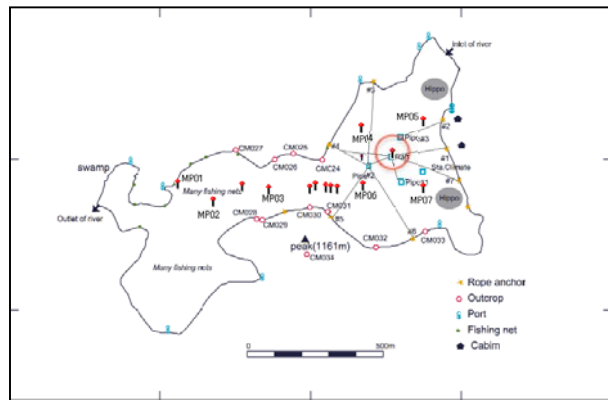 Inlet of river
Hippo
#3
MP05
#2
MP04
Pipe#3
#4
CM027
CM025
CM026
CMC24
Raft
#1
Sta.Climate
swamp
MP01
Many fishing nets
MP03
Pipe#1
#7
MP02
MP06
MP07
Hippo
Outlet of river
CM028
CM029
CM030
CM031
#5
#6
CM033
peak(1161m)
CM032
CM034
Many fishing nets
Rope anchor
Outcrop
Port
Fishing net
Cabim
0
500m